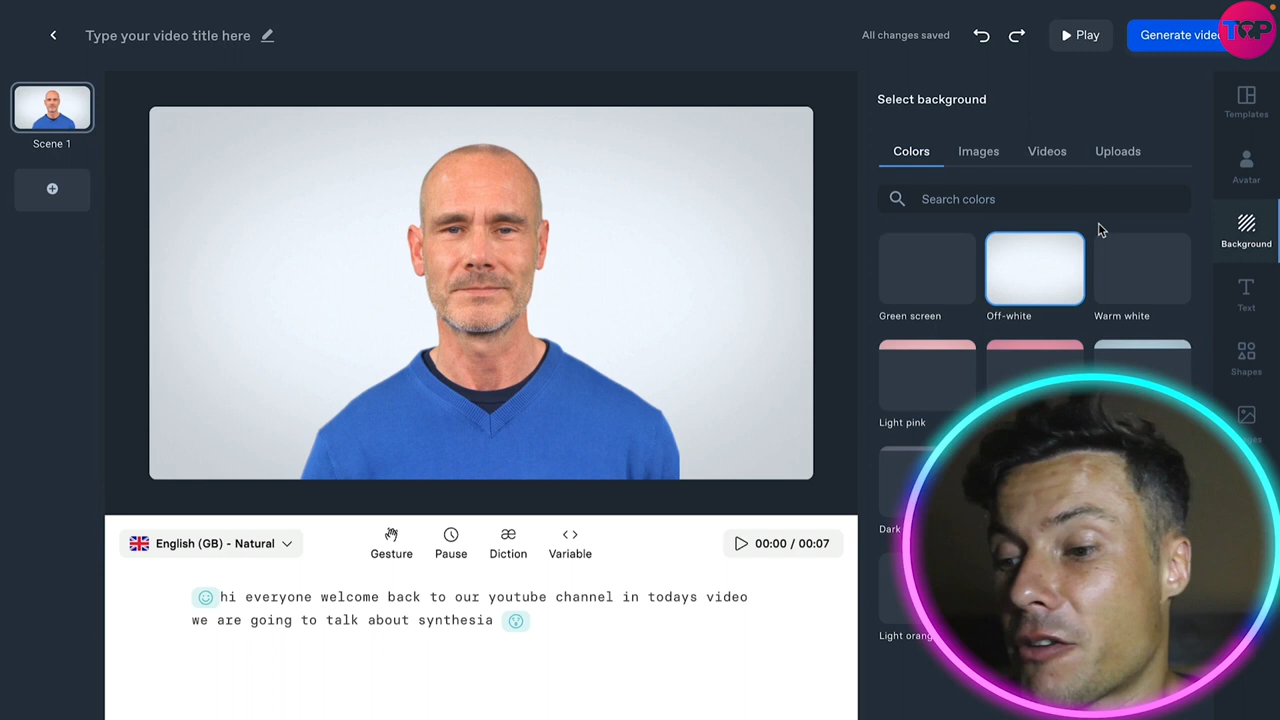 Type your video title here
All changes saved
Play
Generate video
TOP
Scene 1
Select background
Colors
Images
Videos
Uploads
Search colors
Green screen
Off-white
Warm white
Light pink
Dark
Light orang
Templates
Avatar
Background
Text
Shapes
English (GB) - Natural
Gesture
Pause
æ
Diction
Variable
00:00 / 00:07
hi everyone welcome back to our youtube channel in todays video
we are going to talk about synthesia